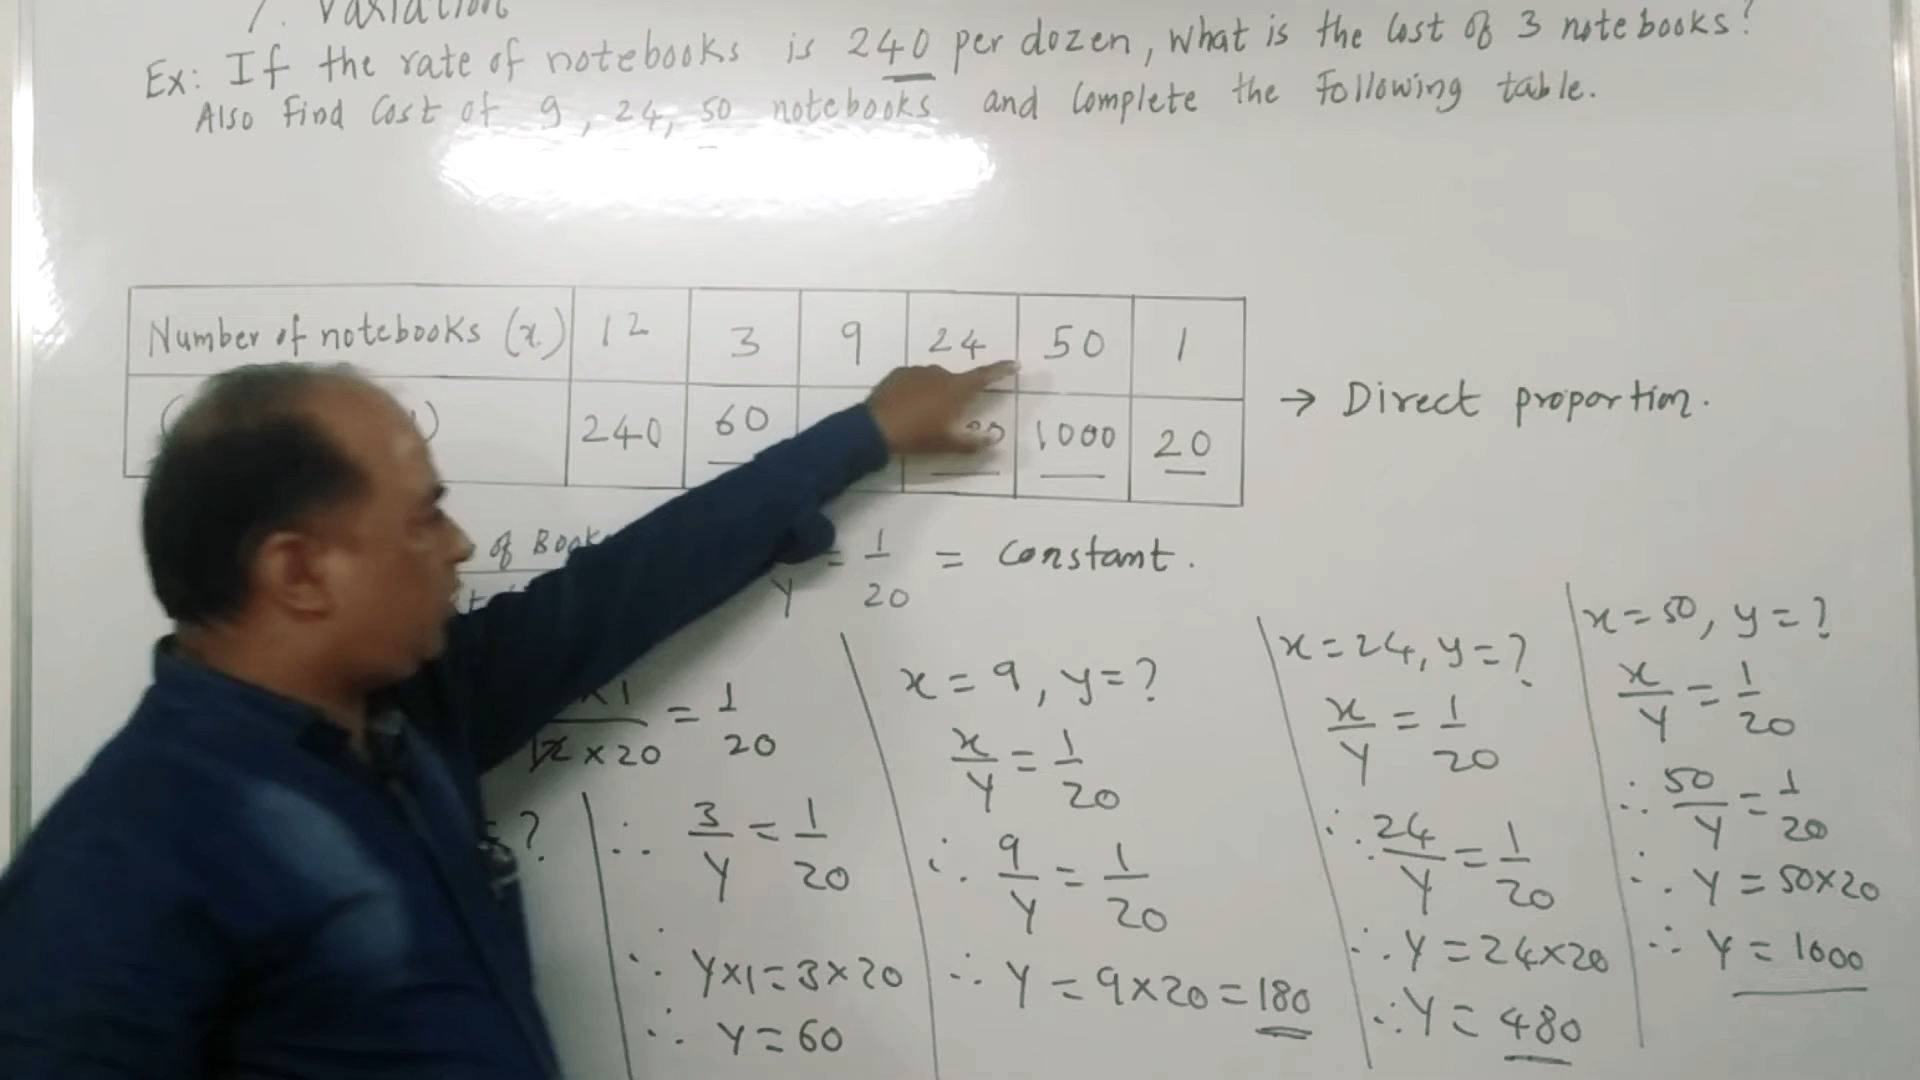 7. Variation
Ex: If the rate of notebooks is 240 per dozen, what is the cost of 3 notebooks?
Also Find Cost of 9, 24, 50 notebooks and complete the following table.
Number of notebooks (x) 12 3 9 24 50 1
240 60 1000 20
→ Direct proportion.
of Books
Y = 1/20 = constant.
x1/(12 × 20) = 1/20
= ?
∴ 3/Y = 1/20
∴ Y×1 = 3×20
∴ Y = 60
x = 9, y = ?
x/Y = 1/20
∴ 9/Y = 1/20
∴ Y = 9×20 = 180
x = 24, y = ?
x/Y = 1/20
∴ 24/Y = 1/20
∴ Y = 24×20
∴ Y = 480
x = 50, y = ?
x/Y = 1/20
∴ 50/Y = 1/20
∴ Y = 50×20
∴ Y = 1000